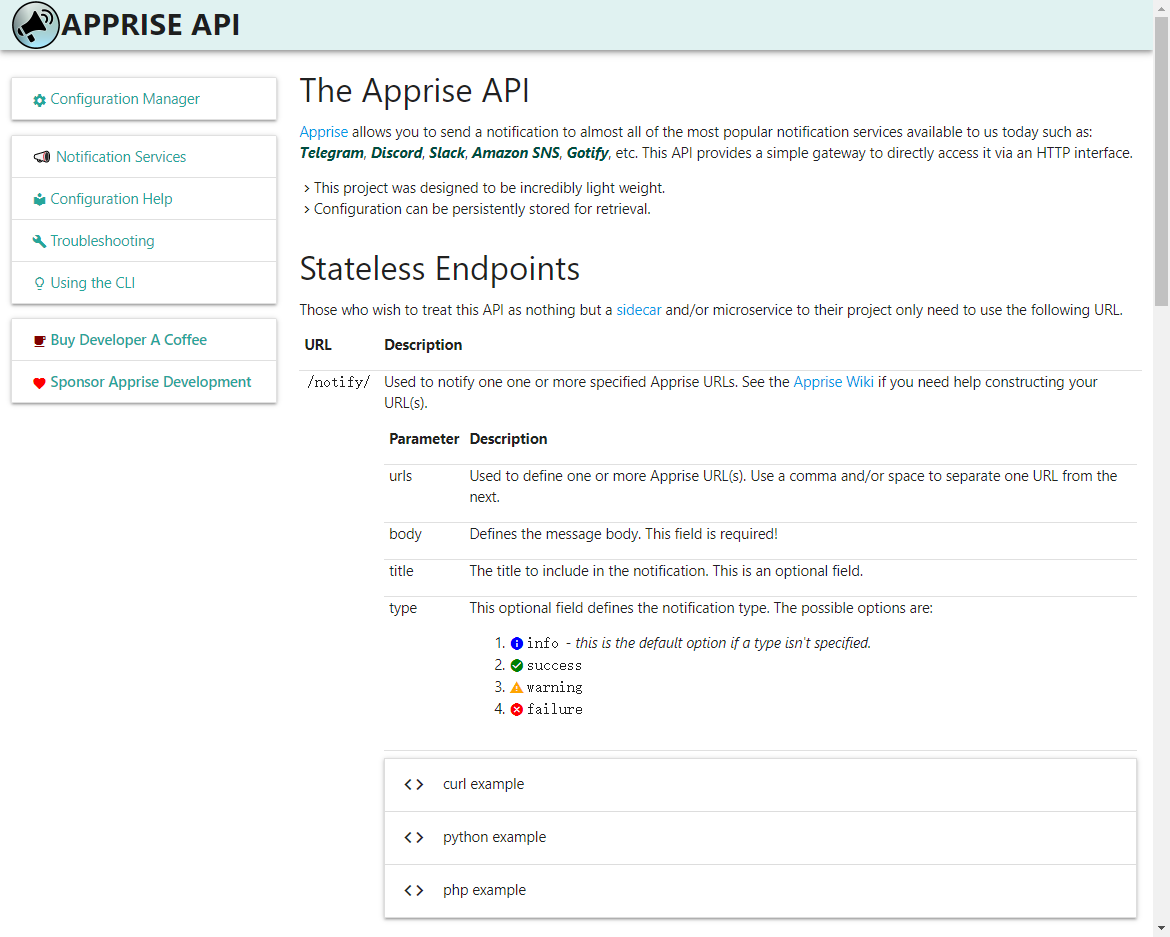 APPRISE API
Configuration Manager
Notification Services
Configuration Help
Troubleshooting
Using the CLI
Buy Developer A Coffee
Sponsor Apprise Development
The Apprise API
Apprise allows you to send a notification to almost all of the most popular notification services available to us today such as:
Telegram, Discord, Slack, Amazon SNS, Gotify, etc. This API provides a simple gateway to directly access it via an HTTP interface.
This project was designed to be incredibly light weight.
Configuration can be persistently stored for retrieval.
Stateless Endpoints
Those who wish to treat this API as nothing but a sidecar and/or microservice to their project only need to use the following URL.
URL Description
/notify/ Used to notify one one or more specified Apprise URLs. See the Apprise Wiki if you need help constructing your
URL(s).
Parameter Description
urls Used to define one or more Apprise URL(s). Use a comma and/or space to separate one URL from the
next.
body Defines the message body. This field is required!
title The title to include in the notification. This is an optional field.
type This optional field defines the notification type. The possible options are:
1. info - this is the default option if a type isn't specified.
2. success
3. warning
4. failure
curl example
python example
php example